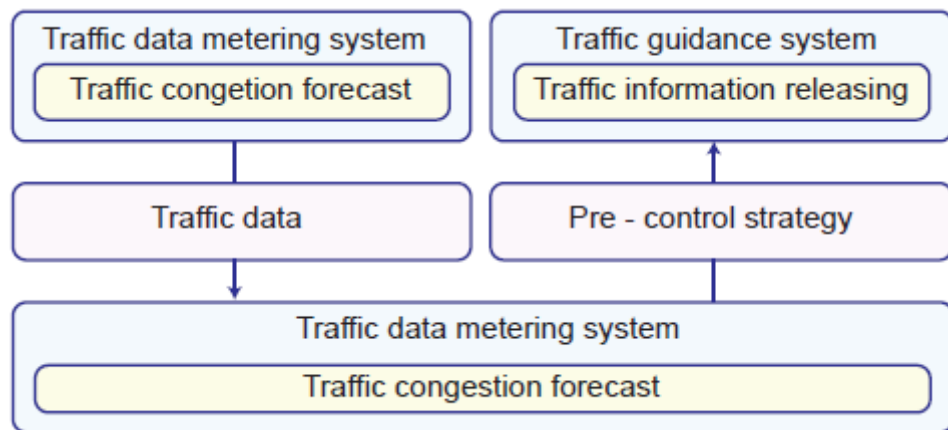 Traffic data metering system
Traffic congetion forecast
Traffic guidance system
Traffic information releasing
Traffic data
Pre - control strategy
Traffic data metering system
Traffic congestion forecast